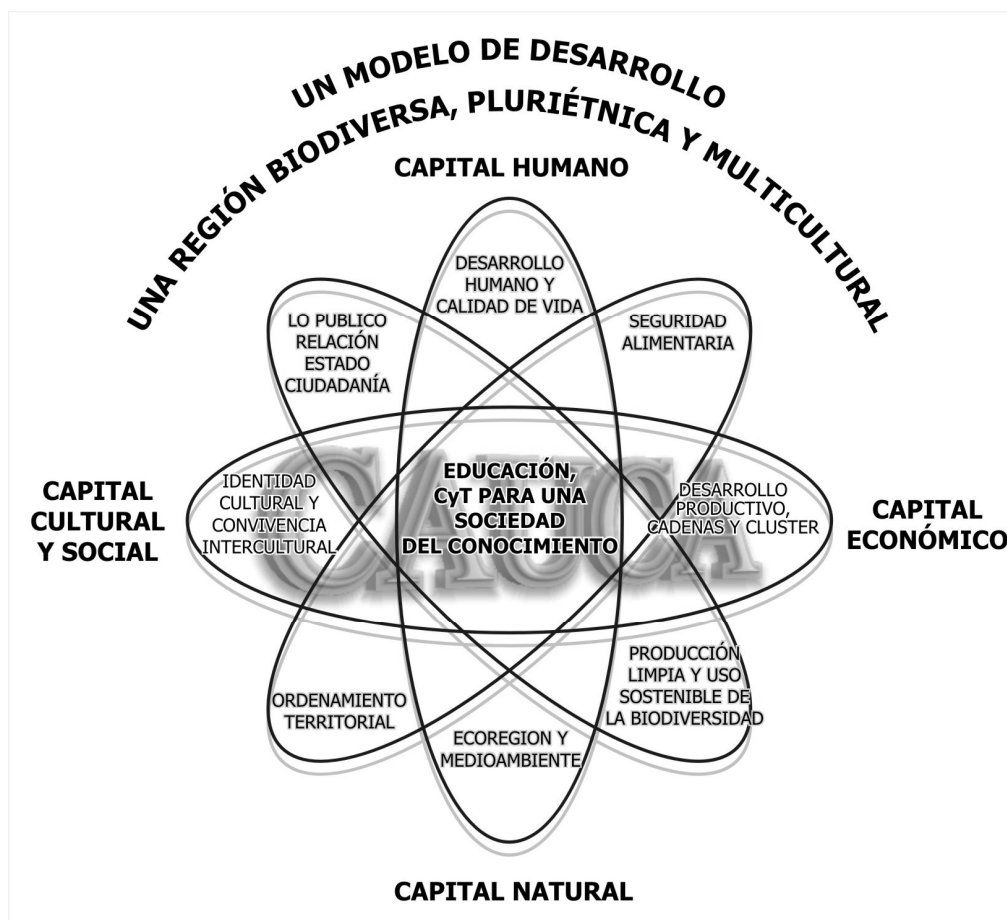 UN MODELO DE DESARROLLO
UNA REGIÓN BIODIVERSA, PLURIÉTNICA Y MULTICULTURAL
CAPITAL HUMANO
DESARROLLO
HUMANO Y
CALIDAD DE VIDA
LO PUBLICO
RELACIÓN
ESTADO
CIUDADANÍA
SEGURIDAD
ALIMENTARIA
CAPITAL
CULTURAL
Y SOCIAL
IDENTIDAD
CULTURAL Y
CONVIVENCIA
INTERCULTURAL
CAUCA
EDUCACIÓN,
CyT PARA UNA
SOCIEDAD
DEL CONOCIMIENTO
DESARROLLO
PRODUCTIVO,
CADENAS Y CLUSTER
CAPITAL
ECONÓMICO
ORDENAMIENTO
TERRITORIAL
ECOREGION Y
MEDIOAMBIENTE
PRODUCCIÓN
LIMPIA Y USO
SOSTENIBLE DE
LA BIODIVERSIDAD
CAPITAL NATURAL